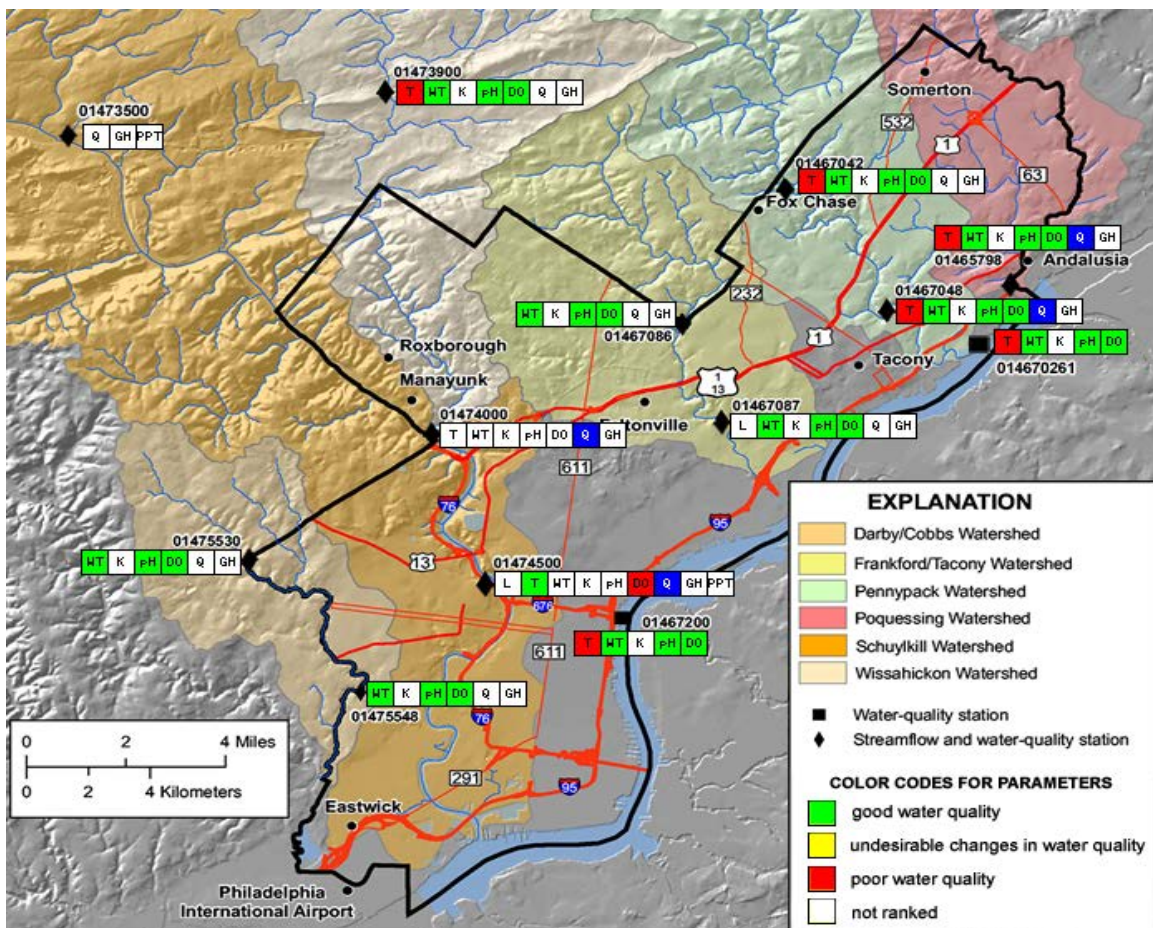 01473900
T WT K pH DO Q GH
01473500
Q GH PPT
Somerton
532
1
63
01467042
T WT K pH DO Q GH
Fox Chase
T WT K pH DO Q GH
01465798
Andalusia
232
01467048
T WT K pH DO Q GH
WT K pH DO Q GH
01467086
1
T WT K pH DO
014670261
Tacony
Roxborough
Manayunk
1
13
01467087
L WT K pH DO Q GH
01474000
T WT K pH DO Q GH
ltonville
611
76
95
13
01475530
WT K pH DO Q GH
01474500
L T WT K pH DO Q GH PPT
676
01467200
T WT K pH DO
611
WT K pH DO Q GH
01475548
76
291
95
Eastwick
Philadelphia
International Airport
0 2 4 Miles
0 2 4 Kilometers
EXPLANATION
Darby/Cobbs Watershed
Frankford/Tacony Watershed
Pennypack Watershed
Poquessing Watershed
Schuylkill Watershed
Wissahickon Watershed
Water-quality station
Streamflow and water-quality station
COLOR CODES FOR PARAMETERS
good water quality
undesirable changes in water quality
poor water quality
not ranked